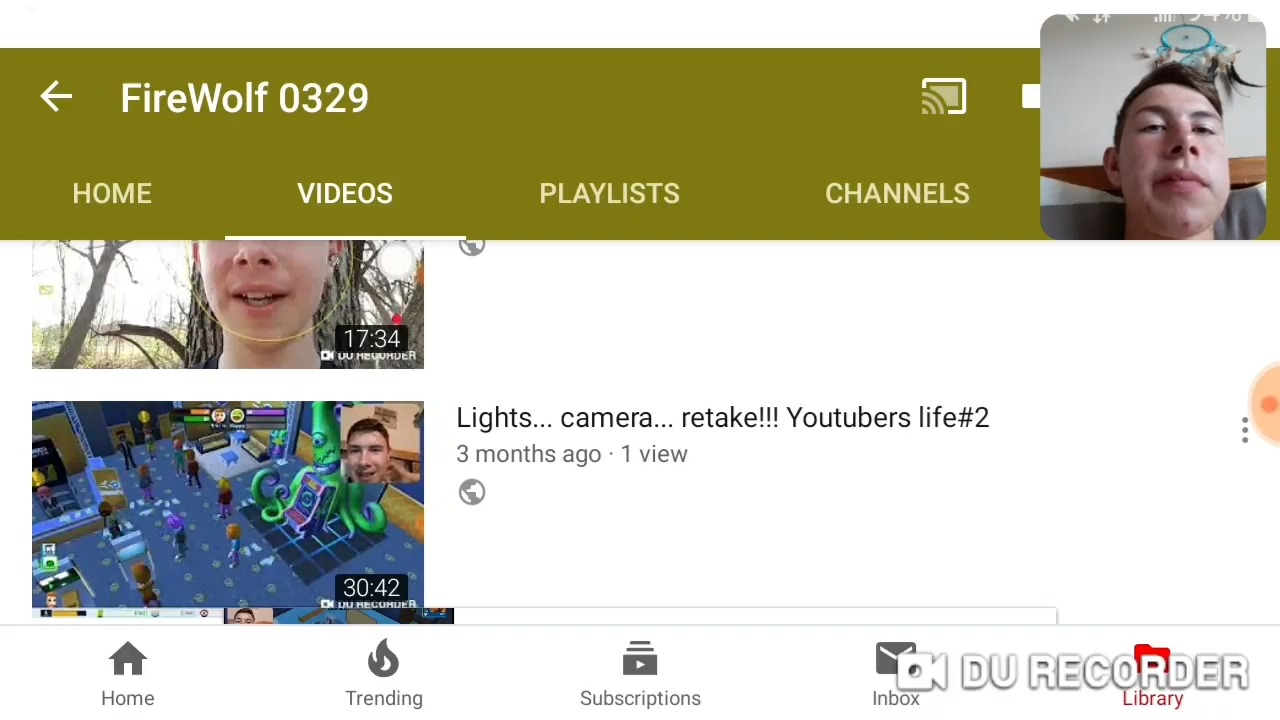 FireWolf 0329
HOME VIDEOS PLAYLISTS CHANNELS
17:34
DU RECORDER
Lights... camera... retake!!! Youtubers life#2
3 months ago · 1 view
30:42
DU RECORDER
Home Trending Subscriptions Inbox Library
DU RECORDER